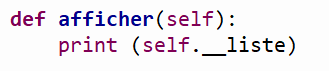 def afficher(self):
    print (self.__liste)